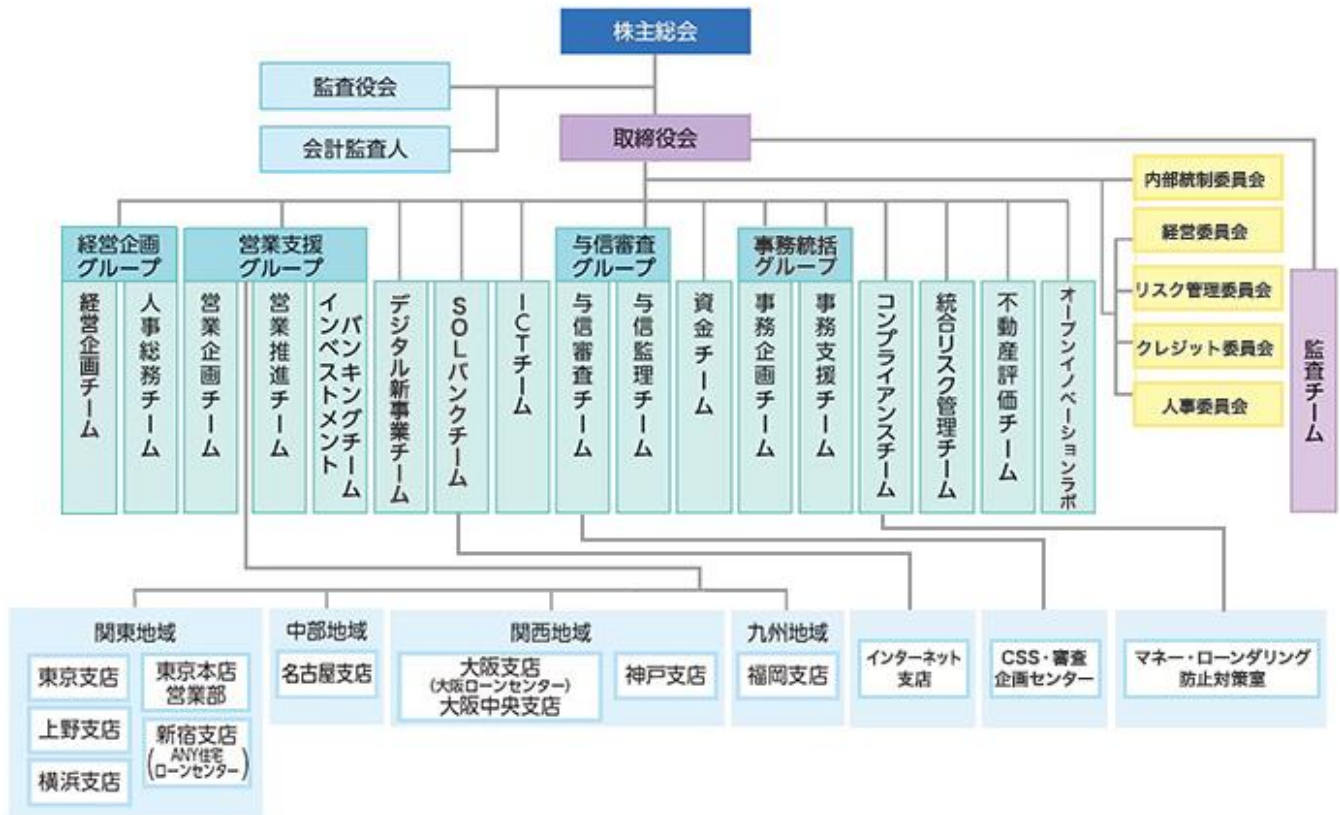 株主総会
監査役会
会計監査人
取締役会
内部統制委員会
経営委員会
リスク管理委員会
クレジット委員会
人事委員会
監査チーム
経営企画
グループ
営業支援
グループ
与信審査
グループ
事務統括
グループ
経営企画チーム
人事総務チーム
営業企画チーム
営業推進チーム
インベストメント
バンキングチーム
デジタル新事業チーム
SOLバンクチーム
ICTチーム
与信審査チーム
与信監理チーム
資金チーム
事務企画チーム
事務支援チーム
コンプライアンスチーム
統合リスク管理チーム
不動産評価チーム
オープンイノベーションラボ
関東地域
東京支店
東京本店
営業部
上野支店
新宿支店
(ANY住宅
ローンセンター)
横浜支店
中部地域
名古屋支店
関西地域
大阪支店
(大阪ローンセンター)
大阪中央支店
神戸支店
九州地域
福岡支店
インターネット
支店
CSS・審査
企画センター
マネー・ローンダリング
防止対策室